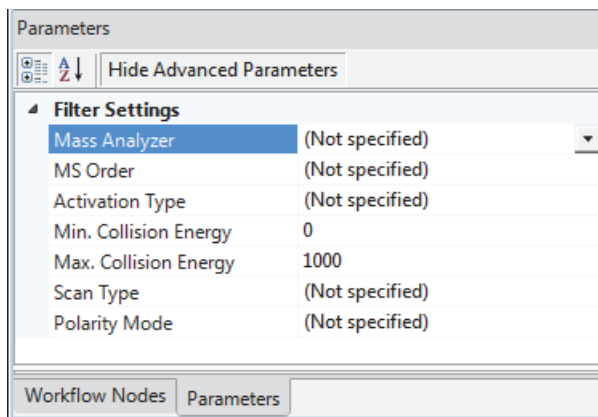 Parameters
A Z Hide Advanced Parameters
Filter Settings
Mass Analyzer (Not specified)
MS Order (Not specified)
Activation Type (Not specified)
Min. Collision Energy 0
Max. Collision Energy 1000
Scan Type (Not specified)
Polarity Mode (Not specified)
Workflow Nodes Parameters